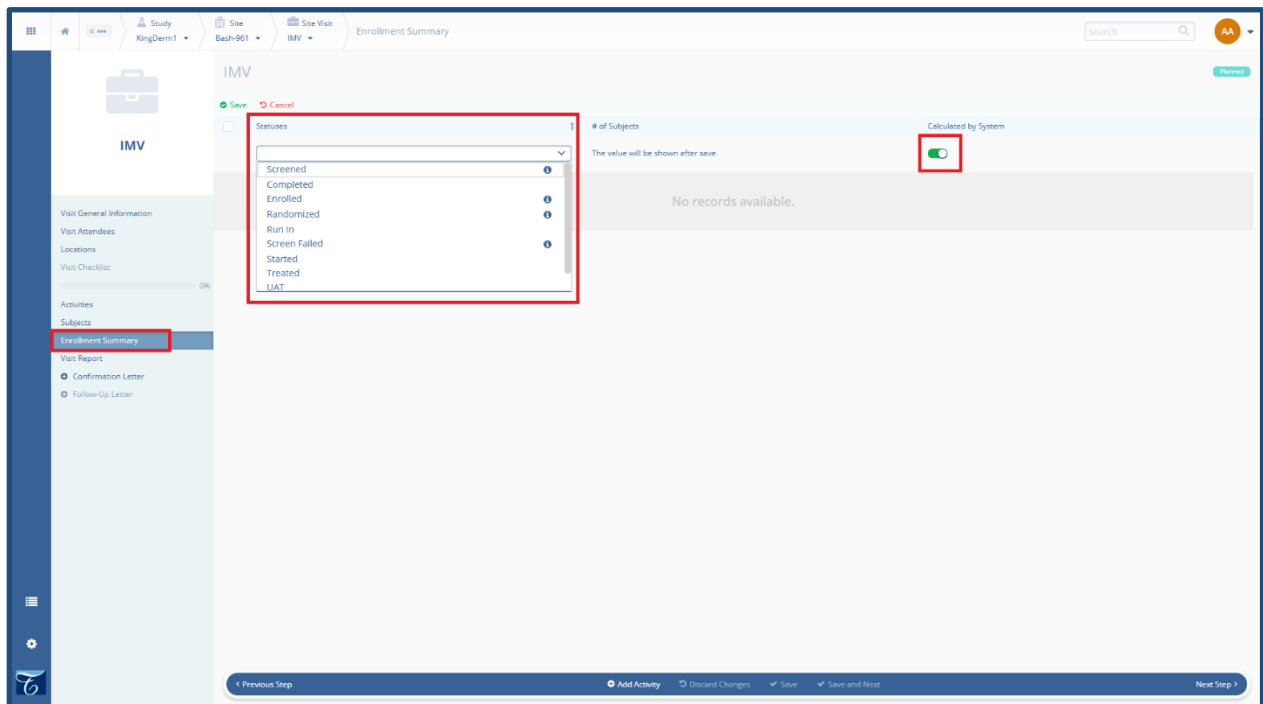 Study
KingDerm1
Site
Bash-961
Site Visit
IMV
Enrollment Summary
Search
AA
IMV
IMV
Planned
Save Cancel
Statuses # of Subjects Calculated by System
The value will be shown after save
Screened
Completed
Enrolled
Randomized
Run In
Screen Failed
Started
Treated
UAT
No records available.
Visit General Information
Visit Attendees
Locations
Visit Checklist
0%
Activities
Subjects
Enrollment Summary
Visit Report
Confirmation Letter
Follow-Up Letter
< Previous Step Add Activity Discard Changes Save Save and Next Next Step >